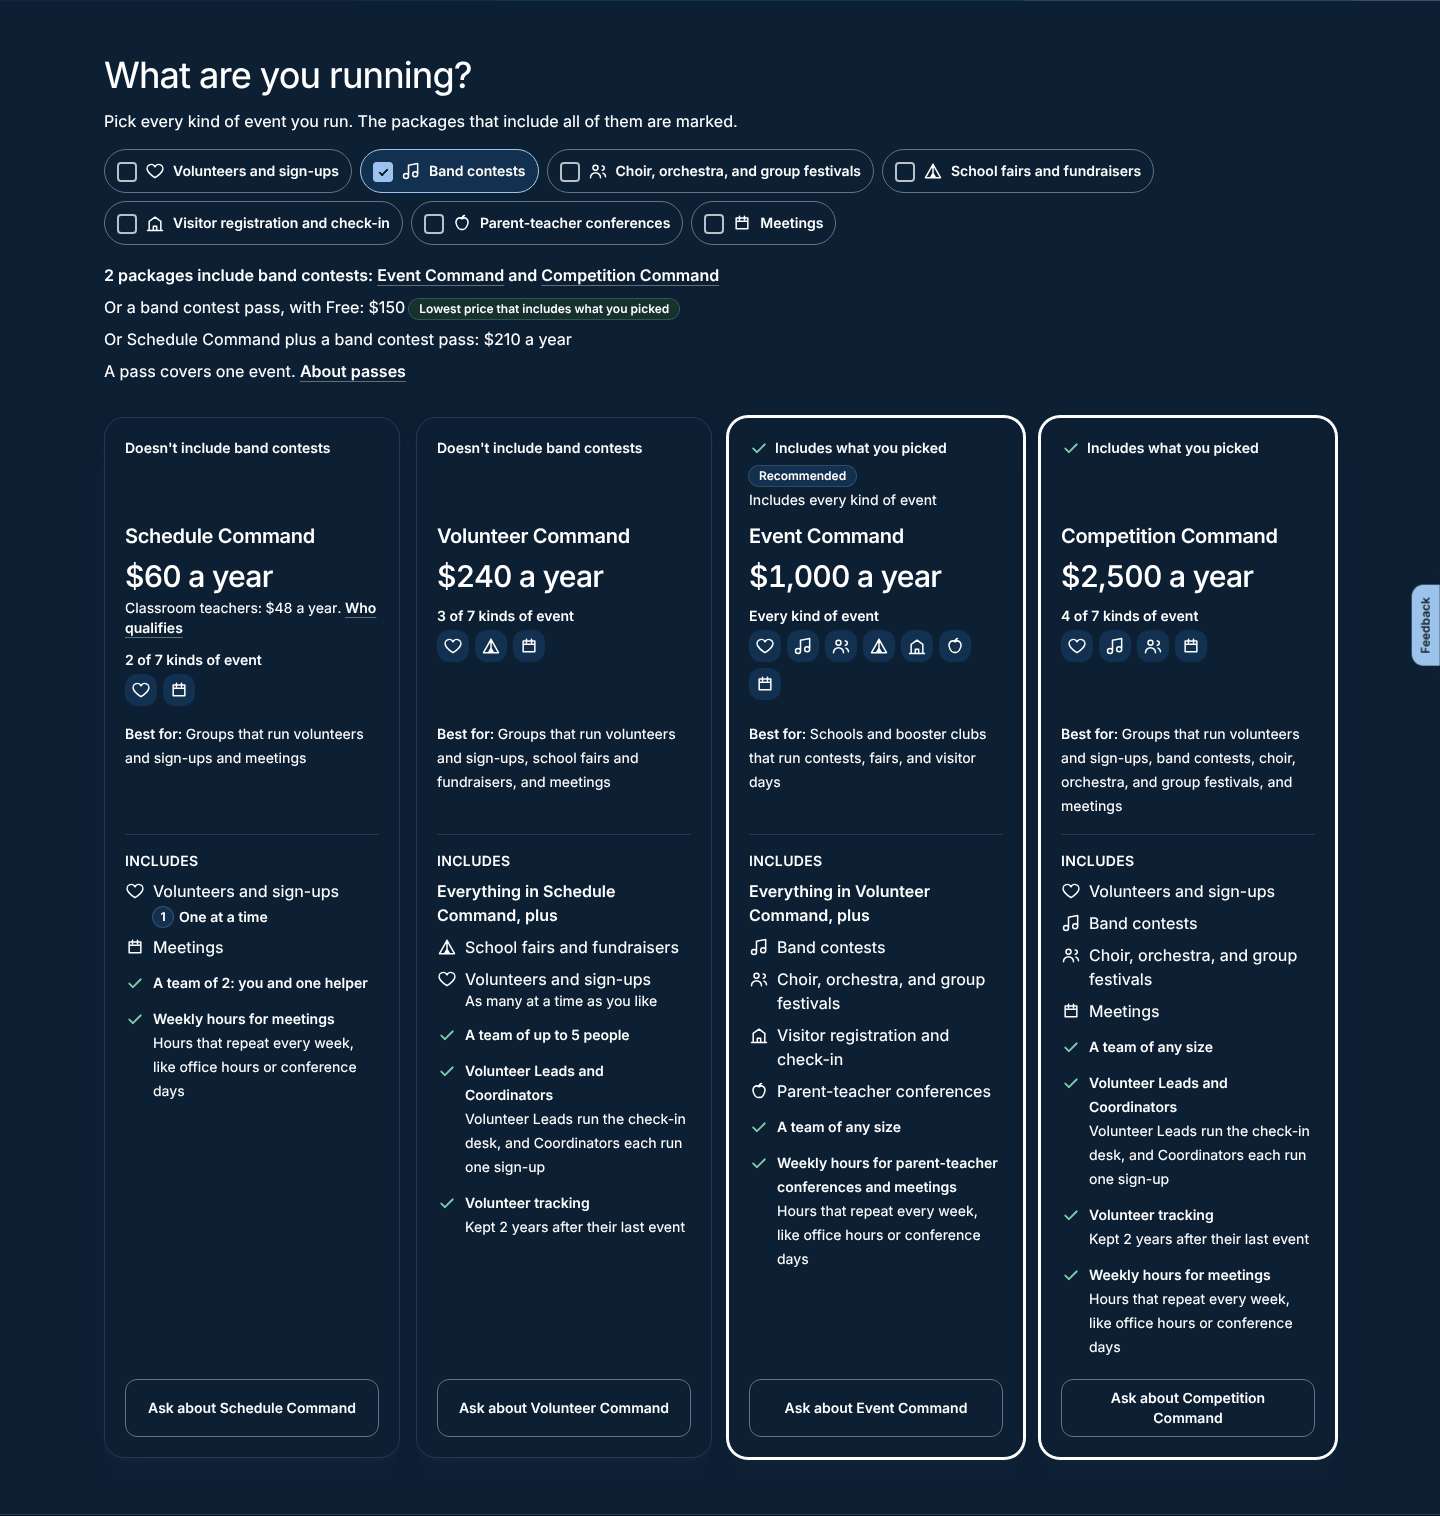 What are you running?
Pick every kind of event you run. The packages that include all of them are marked.
Volunteers and sign-ups
Band contests
Choir, orchestra, and group festivals
School fairs and fundraisers
Visitor registration and check-in
Parent-teacher conferences
Meetings
2 packages include band contests: Event Command and Competition Command
Or a band contest pass, with Free: $150 Lowest price that includes what you picked
Or Schedule Command plus a band contest pass: $210 a year
A pass covers one event. About passes
Doesn't include band contests
Schedule Command
$60 a year
Classroom teachers: $48 a year. Who
qualifies
2 of 7 kinds of event
Best for: Groups that run volunteers
and sign-ups and meetings
INCLUDES
Volunteers and sign-ups
1 One at a time
Meetings
A team of 2: you and one helper
Weekly hours for meetings
Hours that repeat every week,
like office hours or conference
days
Ask about Schedule Command
Doesn't include band contests
Volunteer Command
$240 a year
3 of 7 kinds of event
Best for: Groups that run volunteers
and sign-ups, school fairs and
fundraisers, and meetings
INCLUDES
Everything in Schedule
Command, plus
School fairs and fundraisers
Volunteers and sign-ups
As many at a time as you like
A team of up to 5 people
Volunteer Leads and
Coordinators
Volunteer Leads run the check-in
desk, and Coordinators each run
one sign-up
Volunteer tracking
Kept 2 years after their last event
Ask about Volunteer Command
Includes what you picked
Recommended
Includes every kind of event
Event Command
$1,000 a year
Every kind of event
Best for: Schools and booster clubs
that run contests, fairs, and visitor
days
INCLUDES
Everything in Volunteer
Command, plus
Band contests
Choir, orchestra, and group
festivals
Visitor registration and
check-in
Parent-teacher conferences
A team of any size
Weekly hours for parent-teacher
conferences and meetings
Hours that repeat every week,
like office hours or conference
days
Ask about Event Command
Includes what you picked
Competition Command
$2,500 a year
4 of 7 kinds of event
Best for: Groups that run volunteers
and sign-ups, band contests, choir,
orchestra, and group festivals, and
meetings
INCLUDES
Volunteers and sign-ups
Band contests
Choir, orchestra, and group
festivals
Meetings
A team of any size
Volunteer Leads and
Coordinators
Volunteer Leads run the check-in
desk, and Coordinators each run
one sign-up
Volunteer tracking
Kept 2 years after their last event
Weekly hours for meetings
Hours that repeat every week,
like office hours or conference
days
Ask about Competition
Command
Feedback